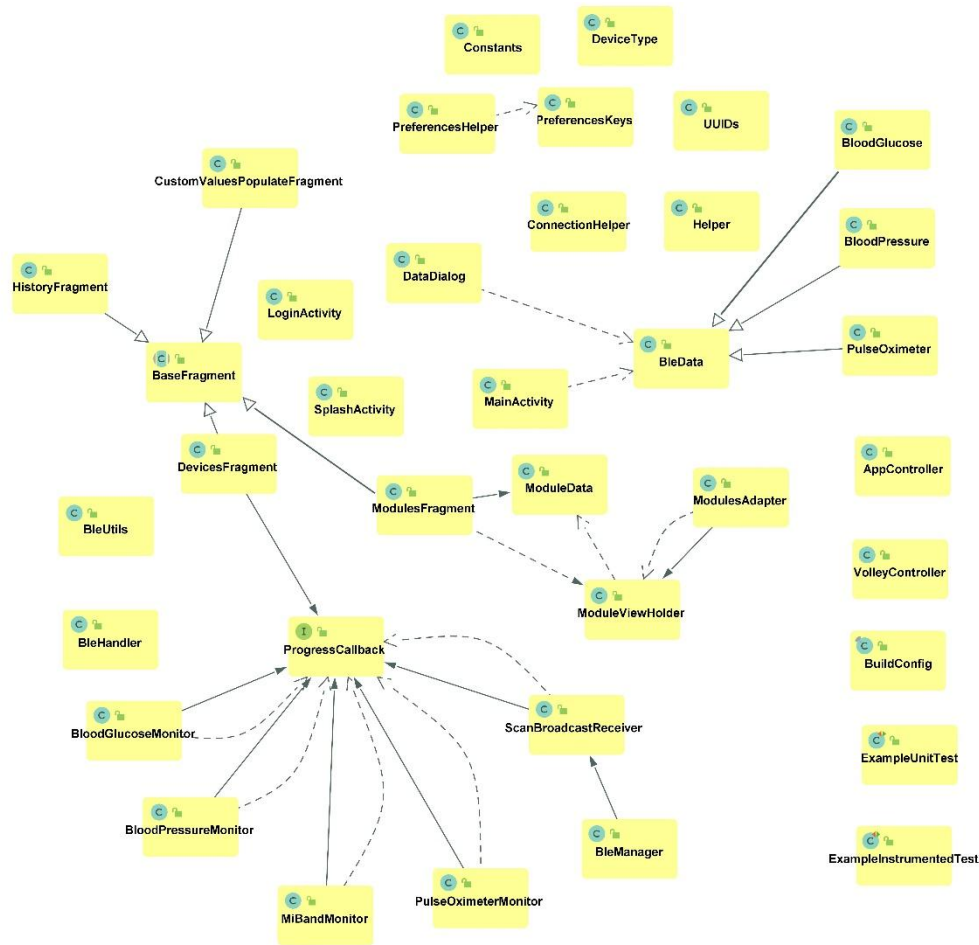 C Constants
C DeviceType
C PreferencesHelper
C PreferencesKeys
C UUIDs
C BloodGlucose
C CustomValuesPopulateFragment
C ConnectionHelper
C Helper
C BloodPressure
C HistoryFragment
C LoginActivity
C DataDialog
C BaseFragment
C BleData
C PulseOximeter
C SplashActivity
C MainActivity
C DevicesFragment
C ModulesFragment
C ModuleData
C ModulesAdapter
C AppController
C BleUtils
C ModuleViewHolder
C VolleyController
C BleHandler
I ProgressCallback
C BuildConfig
C BloodGlucoseMonitor
C ScanBroadcastReceiver
C ExampleUnitTest
C BloodPressureMonitor
C BleManager
C ExampleInstrumentedTest
C MiBandMonitor
C PulseOximeterMonitor